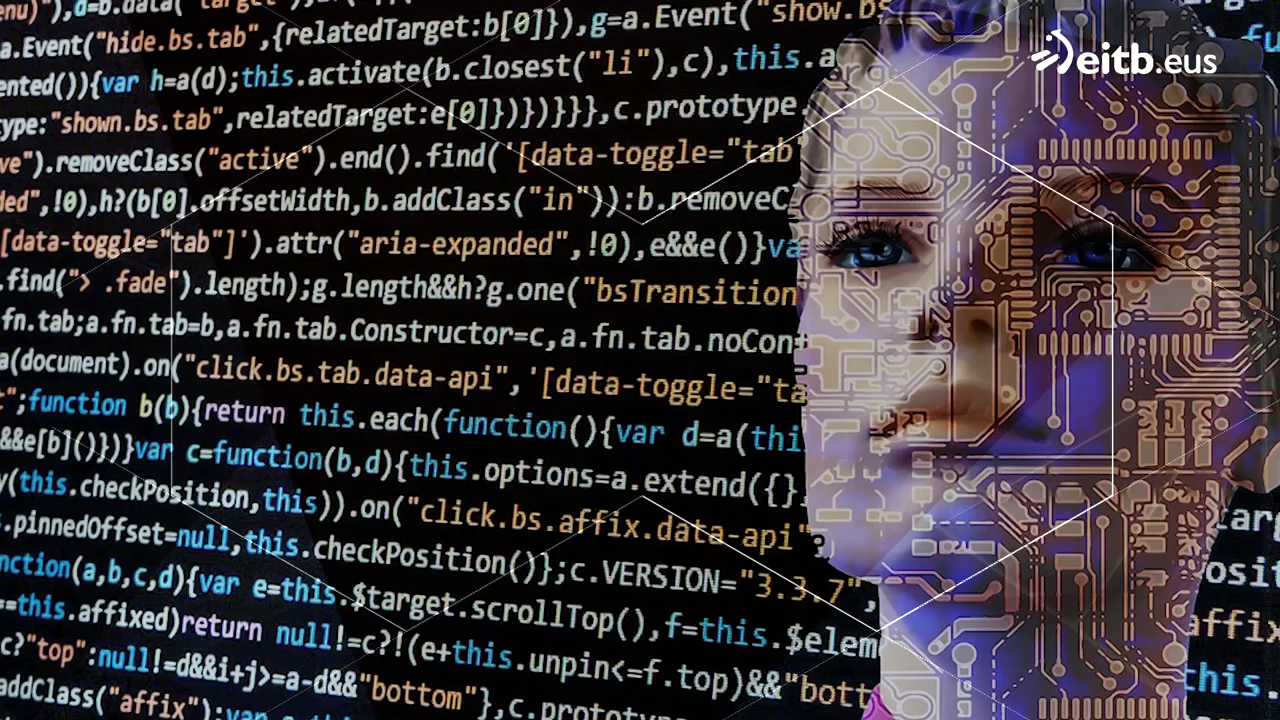 enu)"),d=b.data("target"
eitb.eus
a.Event("hide.bs.tab",{relatedTarget:b[0]}),g=a.Event("show.bs
ented()){var h=a(d);this.activate(b.closest("li"),c),this.a
ype:"shown.bs.tab",relatedTarget:e[0]})})}}},c.prototype.
ve").removeClass("active").end().find('[data-toggle="tab"
ded",!0),h?(b[0].offsetWidth,b.addClass("in")):b.removeC
[data-toggle="tab"]').attr("aria-expanded",!0),e&&e()}va
.find("> .fade").length);g.length&&h?g.one("bsTransition
fn.tab;a.fn.tab=b,a.fn.tab.Constructor=c,a.fn.tab.noCon
a(document).on("click.bs.tab.data-api",'[data-toggle="ta
";function b(b){return this.each(function(){var d=a(thi
&&e[b]()})}var c=function(b,d){this.options=a.extend({},
y(this.checkPosition,this)).on("click.bs.affix.data-api",
.pinnedOffset=null,this.checkPosition()};c.VERSION="3.3.7",
nction(a,b,c,d){var e=this.$target.scrollTop(),f=this.$elem
==this.affixed)return null!=c?!(e+this.unpin<=f.top)&&"bott
c?"top":null!=d&&i+j>=a-d&&"bottom"},c.prototyp
addClass("affix");var
tar
osit
affix
this.